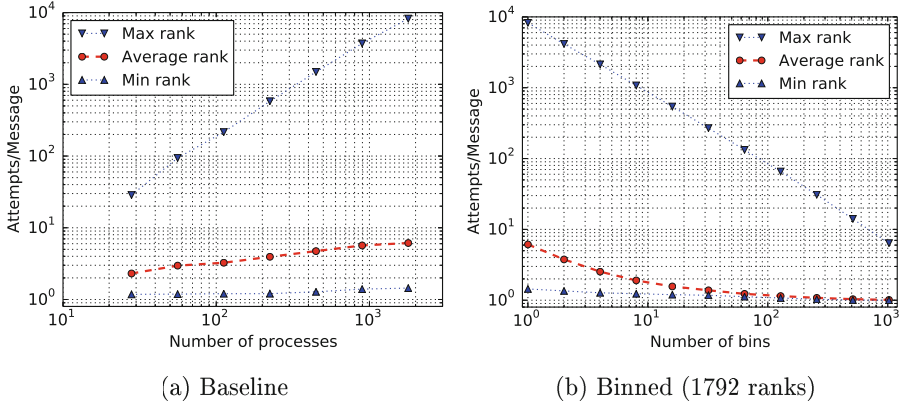 10^4
10^3
10^2
10^1
10^0
Attempts/Message
Max rank
Average rank
Min rank
10^1
10^2
10^3
Number of processes
(a) Baseline
10^4
10^3
10^2
10^1
10^0
Attempts/Message
Max rank
Average rank
Min rank
10^0
10^1
10^2
10^3
Number of bins
(b) Binned (1792 ranks)